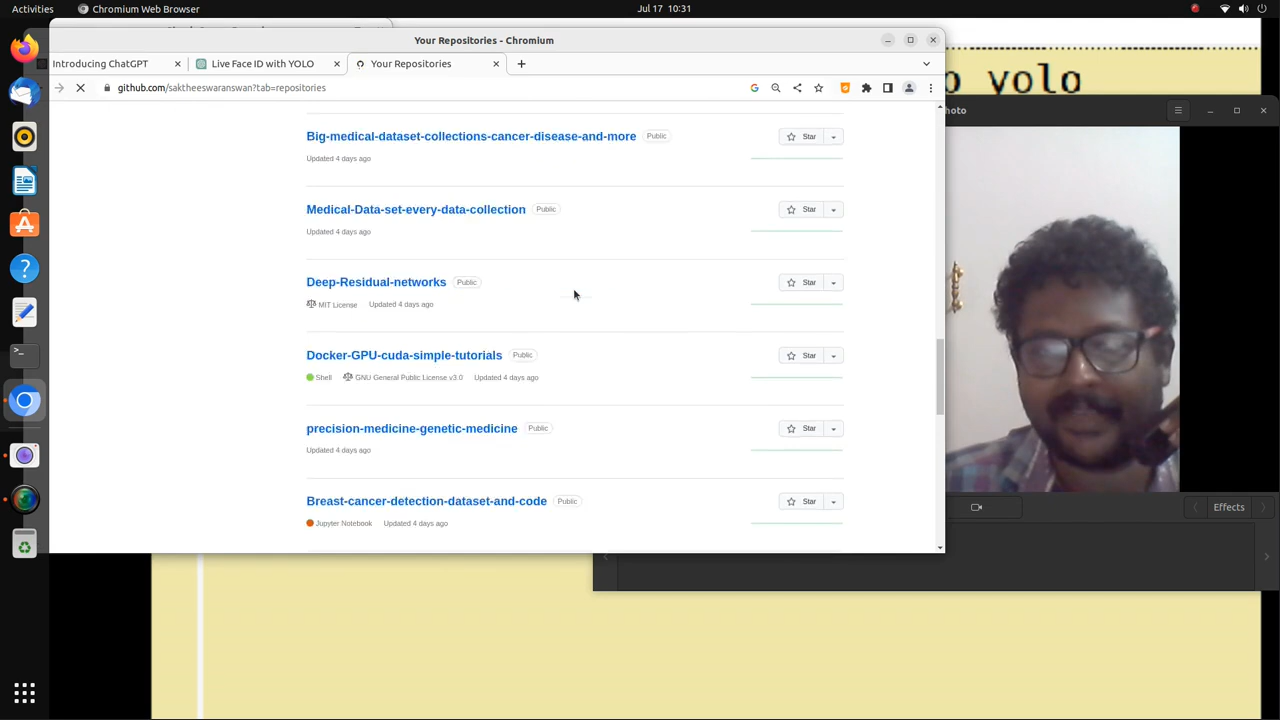 Activities
Chromium Web Browser
Jul 17 10:31
Your Repositories - Chromium
Introducing ChatGPT
Live Face ID with YOLO
Your Repositories
github.com/saktheeswaranswan?tab=repositories
Big-medical-dataset-collections-cancer-disease-and-more Public Star
Updated 4 days ago
Medical-Data-set-every-data-collection Public Star
Updated 4 days ago
Deep-Residual-networks Public Star
MIT License Updated 4 days ago
Docker-GPU-cuda-simple-tutorials Public Star
Shell GNU General Public License v3.0 Updated 4 days ago
precision-medicine-genetic-medicine Public Star
Updated 4 days ago
Breast-cancer-detection-dataset-and-code Public Star
Jupyter Notebook Updated 4 days ago
yolo
hoto
Effects